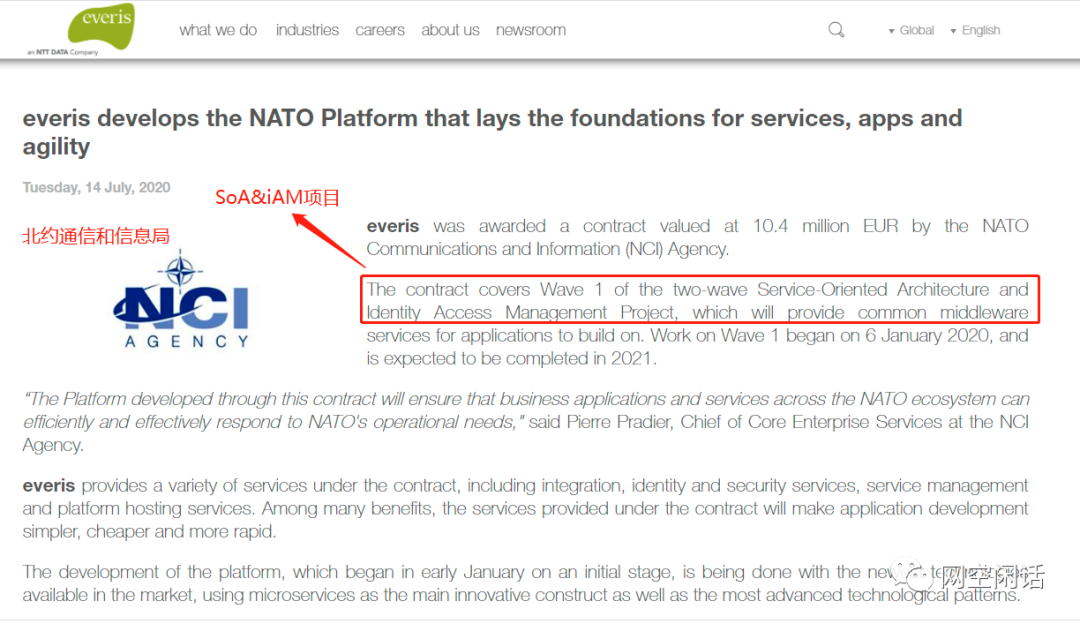 everis
an NTT DATA Company
what we do industries careers about us newsroom
Global English
everis develops the NATO Platform that lays the foundations for services, apps and
agility
Tuesday, 14 July, 2020
SoA&iAM项目
北约通信和信息局
NCI
AGENCY
everis was awarded a contract valued at 10.4 million EUR by the NATO
Communications and Information (NCI) Agency.
The contract covers Wave 1 of the two-wave Service-Oriented Architecture and
Identity Access Management Project, which will provide common middleware
services for applications to build on. Work on Wave 1 began on 6 January 2020, and
is expected to be completed in 2021.
“The Platform developed through this contract will ensure that business applications and services across the NATO ecosystem can
efficiently and effectively respond to NATO's operational needs," said Pierre Pradier, Chief of Core Enterprise Services at the NCI
Agency.
everis provides a variety of services under the contract, including integration, identity and security services, service management
and platform hosting services. Among many benefits, the services provided under the contract will make application development
simpler, cheaper and more rapid.
The development of the platform, which began in early January on an initial stage, is being done with the
available in the market, using microservices as the main innovative construct as well as the most advanced technological patterns.
网空闲话